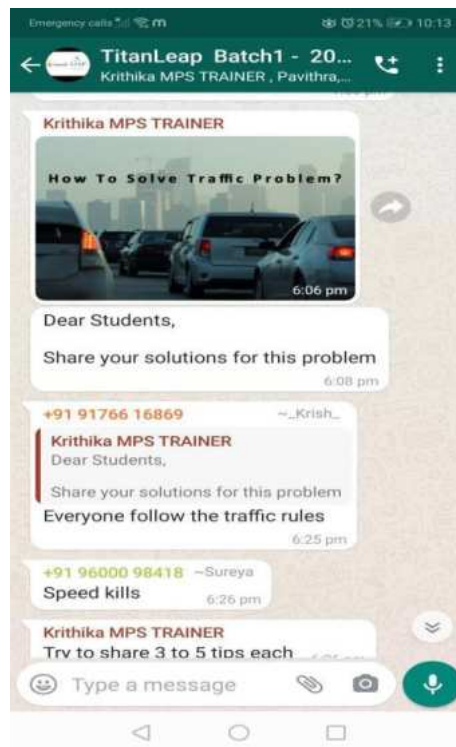 Emergency calls
21%
10:13
TitanLeap Batch1 - 20...
Krithika MPS TRAINER , Pavithra,...
Krithika MPS TRAINER
How To Solve Traffic Problem?
6:06 pm
Dear Students,
Share your solutions for this problem
6:08 pm
+91 91766 16869 ~_Krish_
Krithika MPS TRAINER
Dear Students,
Share your solutions for this problem
Everyone follow the traffic rules
6:25 pm
+91 96000 98418 ~Sureya
Speed kills
6:26 pm
Krithika MPS TRAINER
Try to share 3 to 5 tips each
Type a message